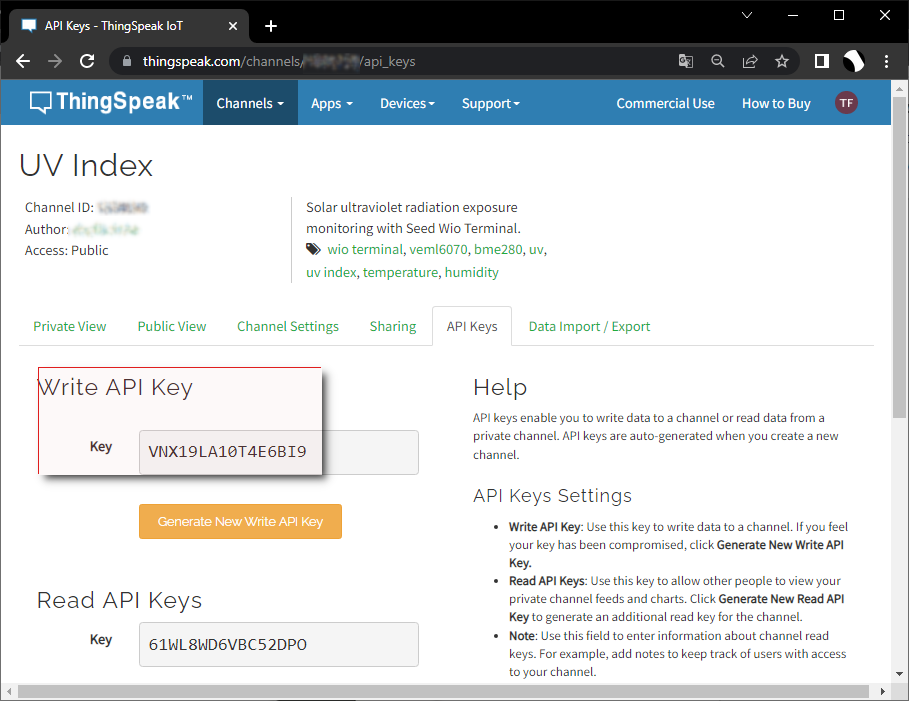 API Keys - ThingSpeak IoT
thingspeak.com/channels/ /api_keys
ThingSpeak™
Channels
Apps
Devices
Support
Commercial Use
How to Buy
TF
UV Index
Channel ID:
Author:
Access: Public
Solar ultraviolet radiation exposure
monitoring with Seed Wio Terminal.
wio terminal, veml6070, bme280, uv,
uv index, temperature, humidity
Private View
Public View
Channel Settings
Sharing
API Keys
Data Import / Export
Write API Key
Key
VNX19LA10T4E6BI9
Generate New Write API Key
Read API Keys
Key
61WL8WD6VBC52DPO
Help
API keys enable you to write data to a channel or read data from a
private channel. API keys are auto-generated when you create a new
channel.
API Keys Settings
• Write API Key: Use this key to write data to a channel. If you feel
your key has been compromised, click Generate New Write API
Key.
• Read API Keys: Use this key to allow other people to view your
private channel feeds and charts. Click Generate New Read API
Key to generate an additional read key for the channel.
• Note: Use this field to enter information about channel read
keys. For example, add notes to keep track of users with access
to your channel.